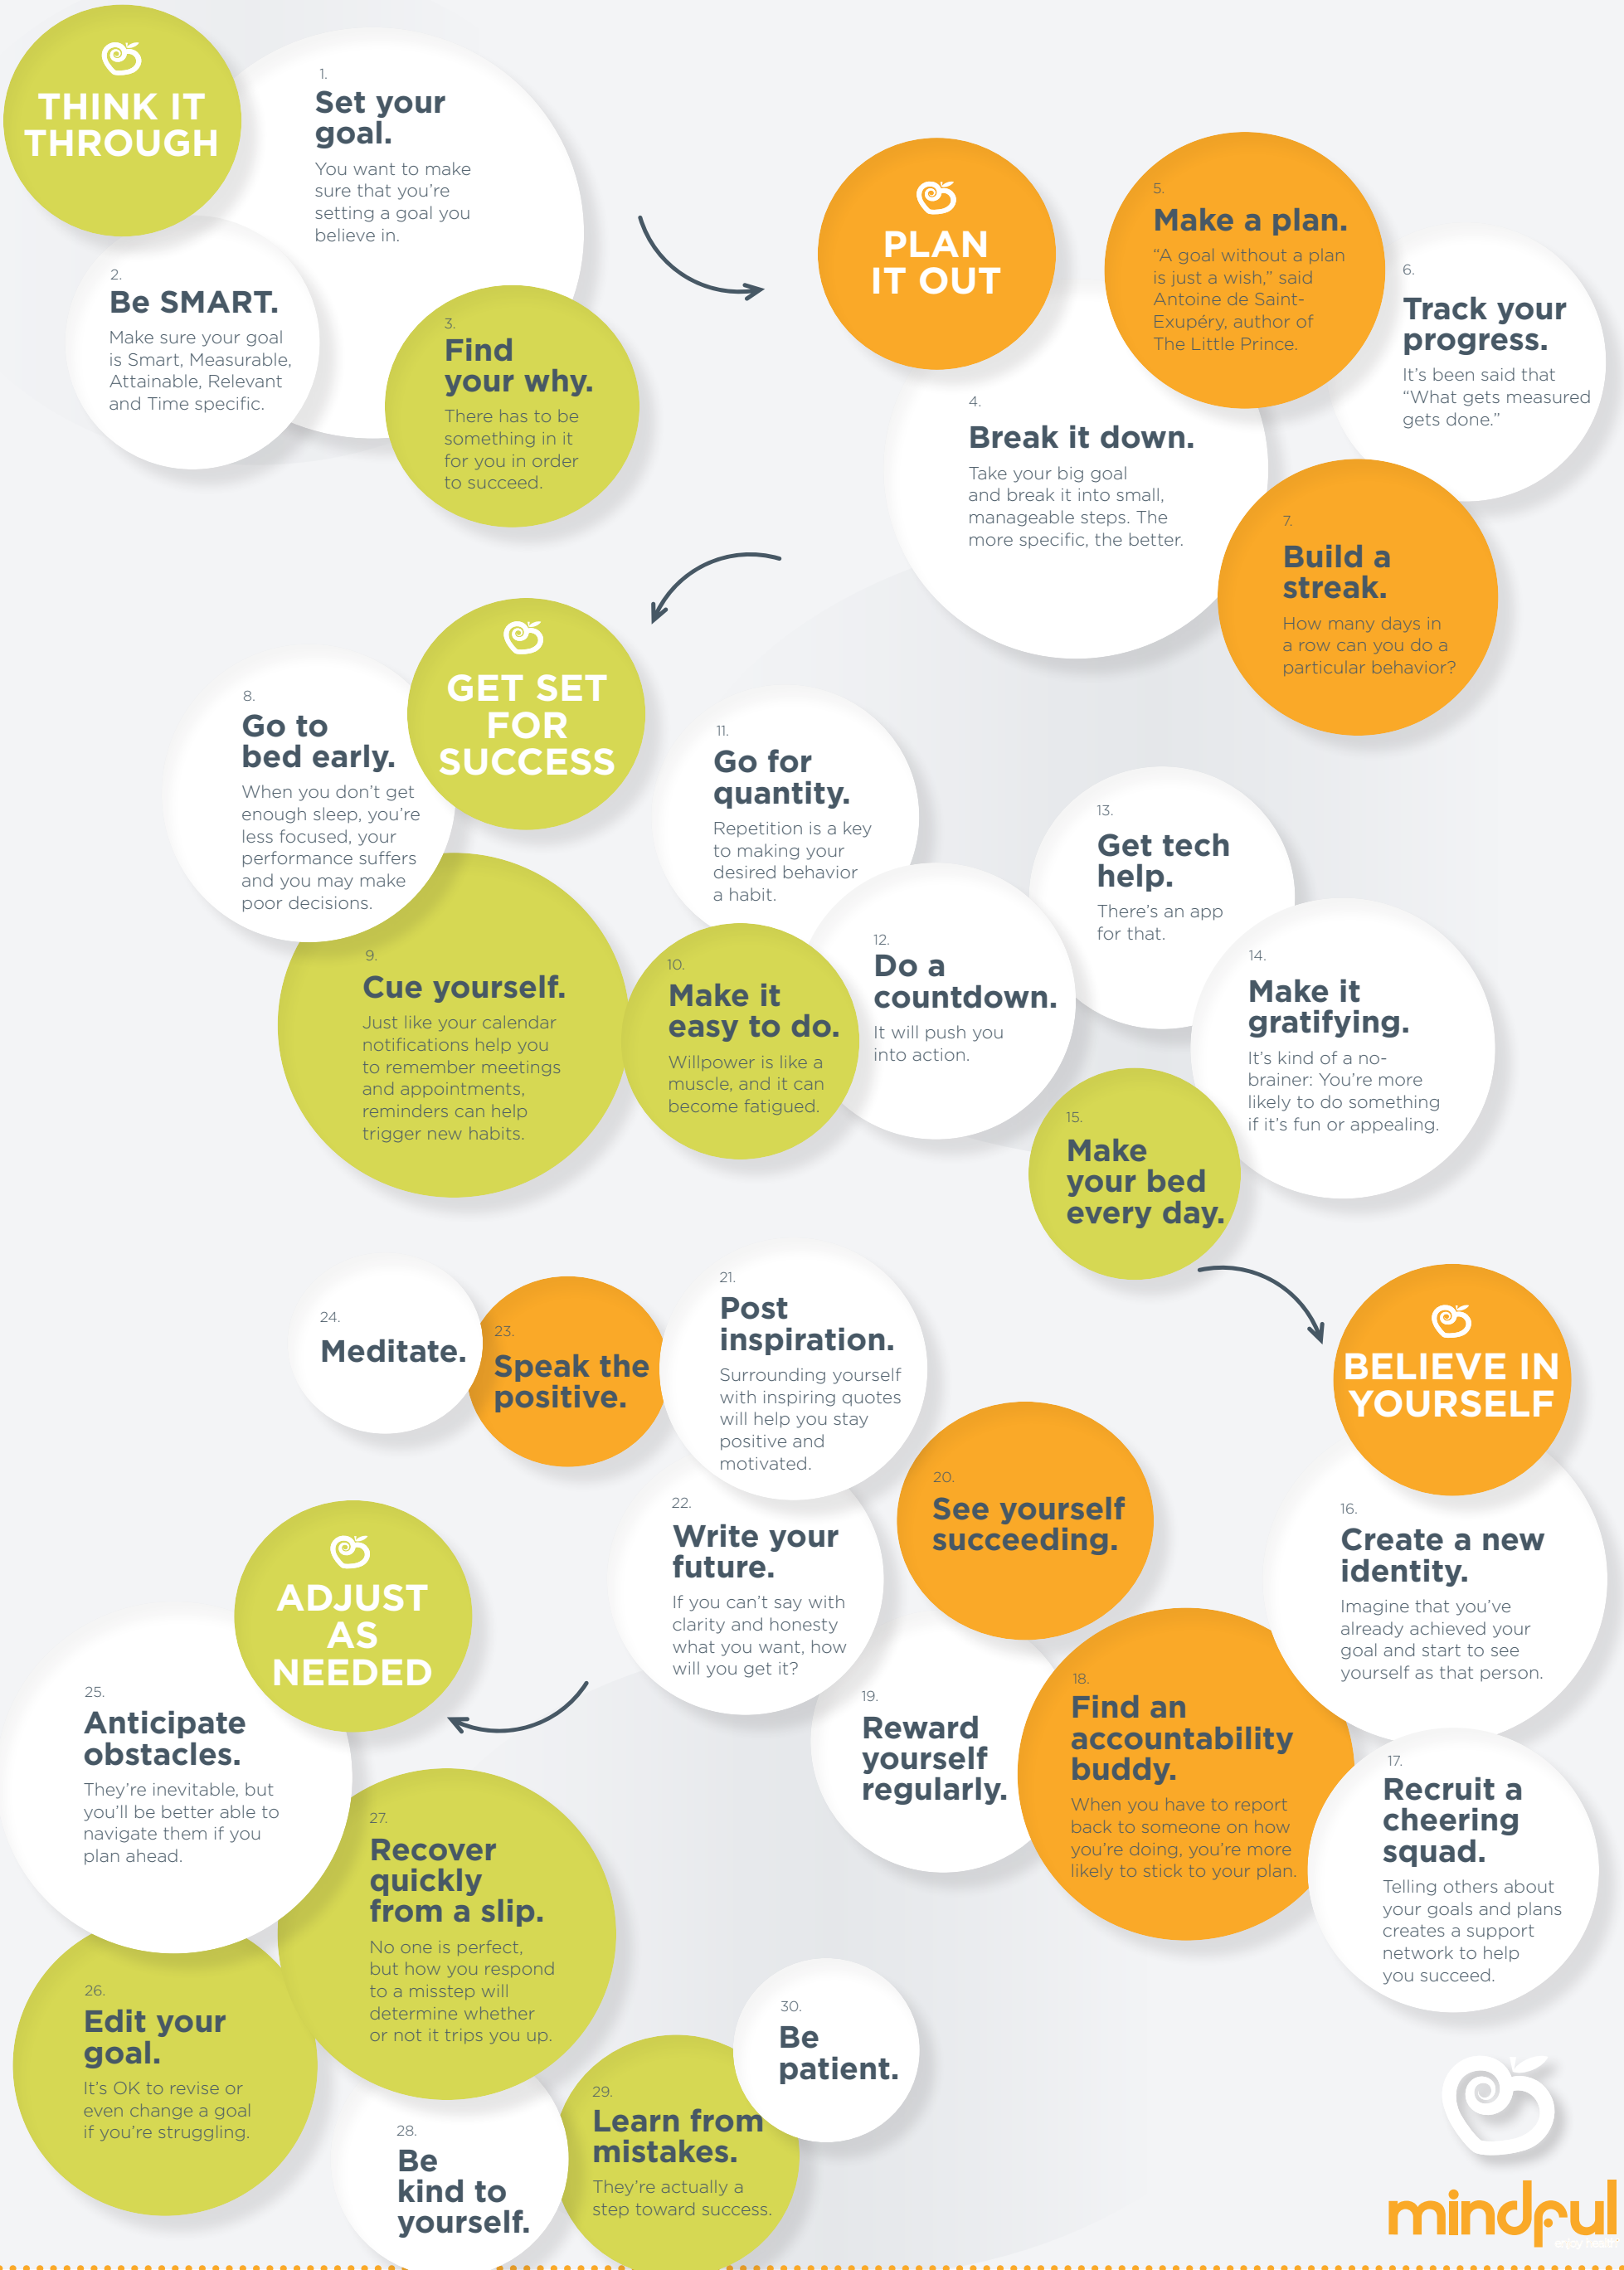 THINK IT
THROUGH
1.
Set your
goal.
You want to make
sure that you're
setting a goal you
believe in.
2.
Be SMART.
Make sure your goal
is Smart, Measurable,
Attainable, Relevant
and Time specific.
3.
Find
your why.
There has to be
something in it
for you in order
to succeed.
PLAN
IT OUT
4.
Break it down.
Take your big goal
and break it into small,
manageable steps. The
more specific, the better.
5.
Make a plan.
“A goal without a plan
is just a wish,” said
Antoine de Saint-
Exupéry, author of
The Little Prince.
6.
Track your
progress.
It's been said that
“What gets measured
gets done.”
7.
Build a
streak.
How many days in
a row can you do a
particular behavior?
GET SET
FOR
SUCCESS
8.
Go to
bed early.
When you don't get
enough sleep, you're
less focused, your
performance suffers
and you may make
poor decisions.
9.
Cue yourself.
Just like your calendar
notifications help you
to remember meetings
and appointments,
reminders can help
trigger new habits.
10.
Make it
easy to do.
Willpower is like a
muscle, and it can
become fatigued.
11.
Go for
quantity.
Repetition is a key
to making your
desired behavior
a habit.
12.
Do a
countdown.
It will push you
into action.
13.
Get tech
help.
There's an app
for that.
14.
Make it
gratifying.
It's kind of a no-
brainer: You're more
likely to do something
if it's fun or appealing.
15.
Make
your bed
every day.
BELIEVE IN
YOURSELF
16.
Create a new
identity.
Imagine that you've
already achieved your
goal and start to see
yourself as that person.
17.
Recruit a
cheering
squad.
Telling others about
your goals and plans
creates a support
network to help
you succeed.
18.
Find an
accountability
buddy.
When you have to report
back to someone on how
you're doing, you're more
likely to stick to your plan.
19.
Reward
yourself
regularly.
20.
See yourself
succeeding.
21.
Post
inspiration.
Surrounding yourself
with inspiring quotes
will help you stay
positive and
motivated.
22.
Write your
future.
If you can't say with
clarity and honesty
what you want, how
will you get it?
23.
Speak the
positive.
24.
Meditate.
ADJUST
AS
NEEDED
25.
Anticipate
obstacles.
They're inevitable, but
you'll be better able to
navigate them if you
plan ahead.
26.
Edit your
goal.
It's OK to revise or
even change a goal
if you're struggling.
27.
Recover
quickly
from a slip.
No one is perfect,
but how you respond
to a misstep will
determine whether
or not it trips you up.
28.
Be
kind to
yourself.
29.
Learn from
mistakes.
They're actually a
step toward success.
30.
Be
patient.
mindful